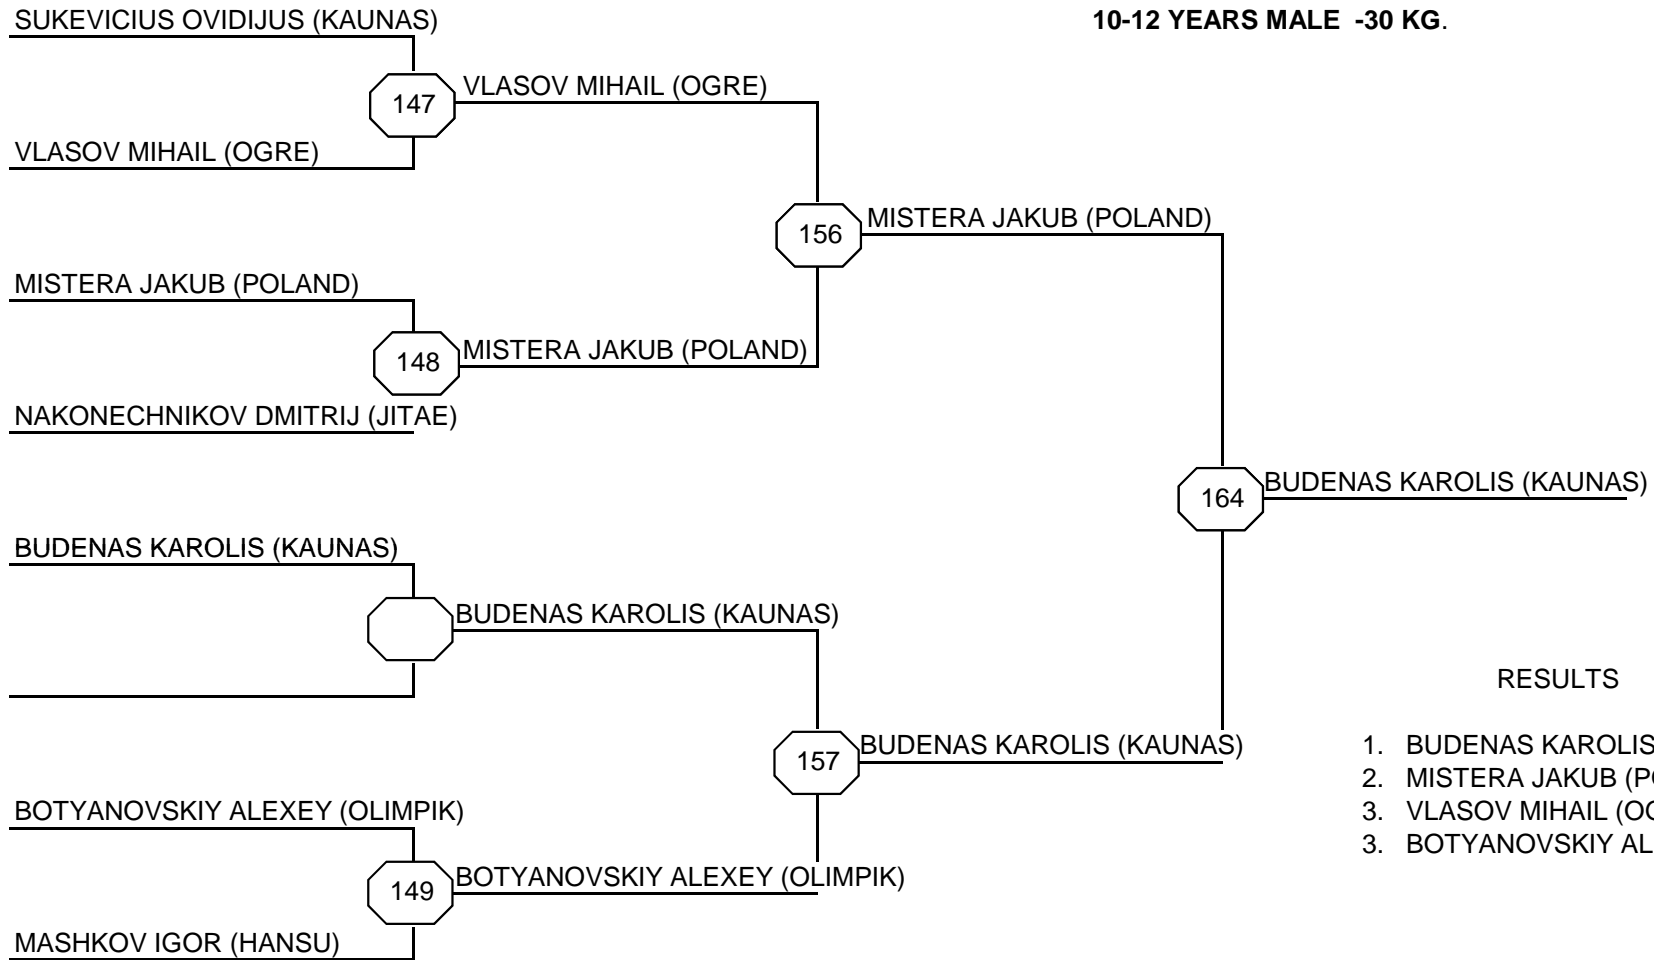 SUKEVICIUS OVIDIJUS (KAUNAS)
10-12 YEARS MALE -30 KG.
147
VLASOV MIHAIL (OGRE)
VLASOV MIHAIL (OGRE)
156
MISTERA JAKUB (POLAND)
MISTERA JAKUB (POLAND)
148
MISTERA JAKUB (POLAND)
NAKONECHNIKOV DMITRIJ (JITAE)
164
BUDENAS KAROLIS (KAUNAS)
BUDENAS KAROLIS (KAUNAS)
BUDENAS KAROLIS (KAUNAS)
157
BUDENAS KAROLIS (KAUNAS)
BOTYANOVSKIY ALEXEY (OLIMPIK)
149
BOTYANOVSKIY ALEXEY (OLIMPIK)
MASHKOV IGOR (HANSU)
RESULTS
1. BUDENAS KAROLIS
2. MISTERA JAKUB (PO
3. VLASOV MIHAIL (OG
3. BOTYANOVSKIY AL